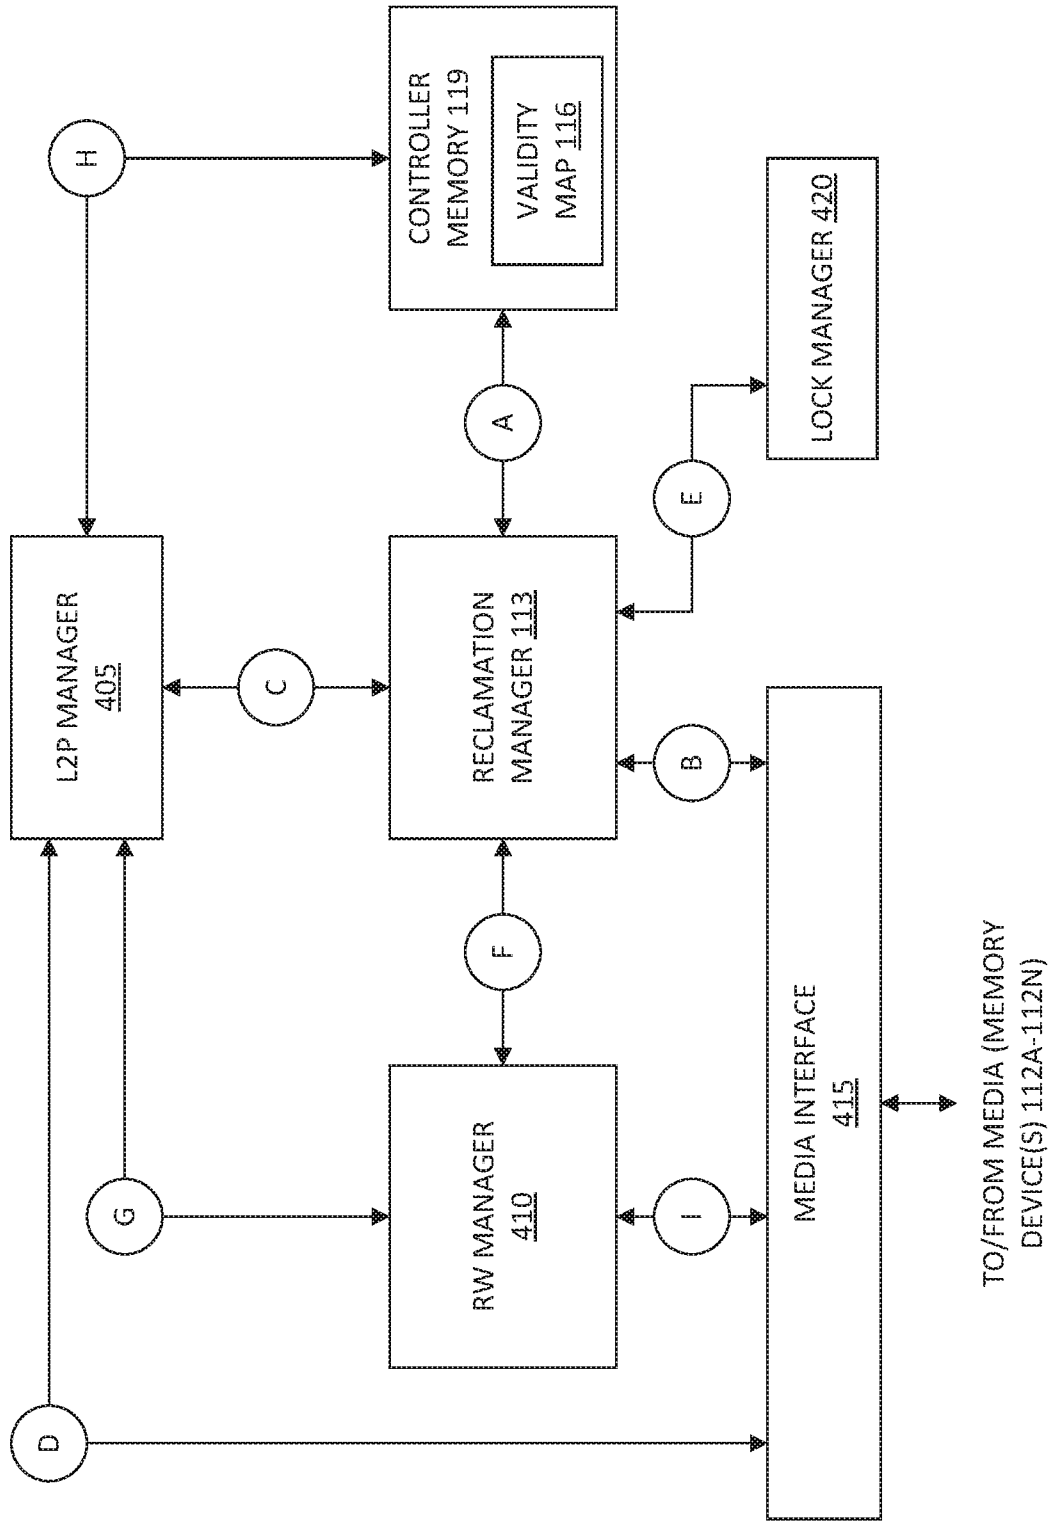 D
G
L2P MANAGER
405
H
C
RW MANAGER
410
F
RECLAMATION
MANAGER 113
A
CONTROLLER
MEMORY 119
VALIDITY
MAP 116
I
B
E
MEDIA INTERFACE
415
LOCK MANAGER 420
TO/FROM MEDIA (MEMORY
DEVICE(S) 112A-112N)